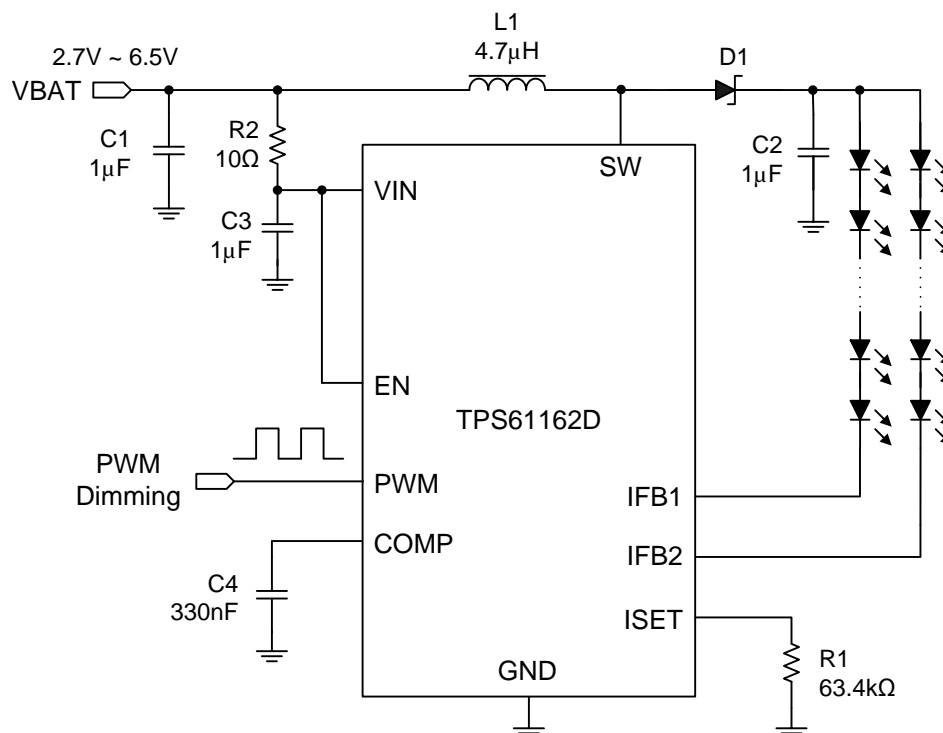 L1
4.7μH
2.7V ~ 6.5V
VBAT
D1
C1
1μF
R2
10Ω
C2
1μF
SW
VIN
C3
1μF
EN
TPS61162D
PWM
Dimming
PWM
IFB1
COMP
IFB2
C4
330nF
ISET
GND
R1
63.4kΩ